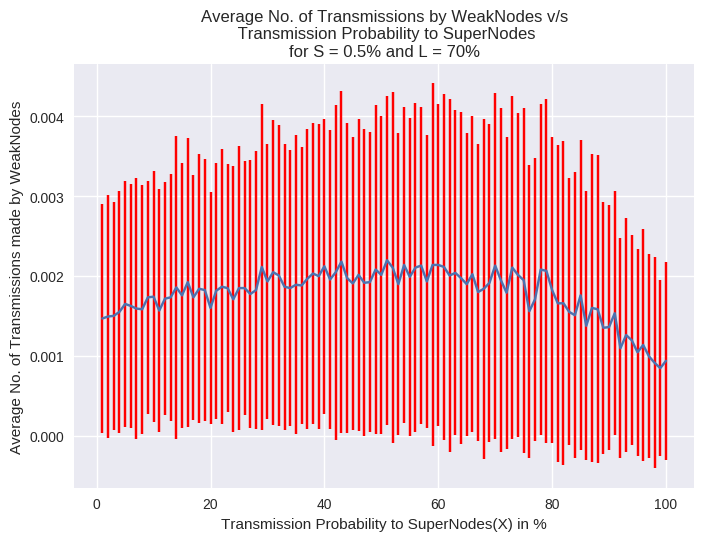 Average No. of Transmissions by WeakNodes v/s
Transmission Probability to SuperNodes
for S = 0.5% and L = 70%
Average No. of Transmissions made by WeakNodes
0.004
0.003
0.002
0.001
0.000
0
20
40
60
80
100
Transmission Probability to SuperNodes(X) in %